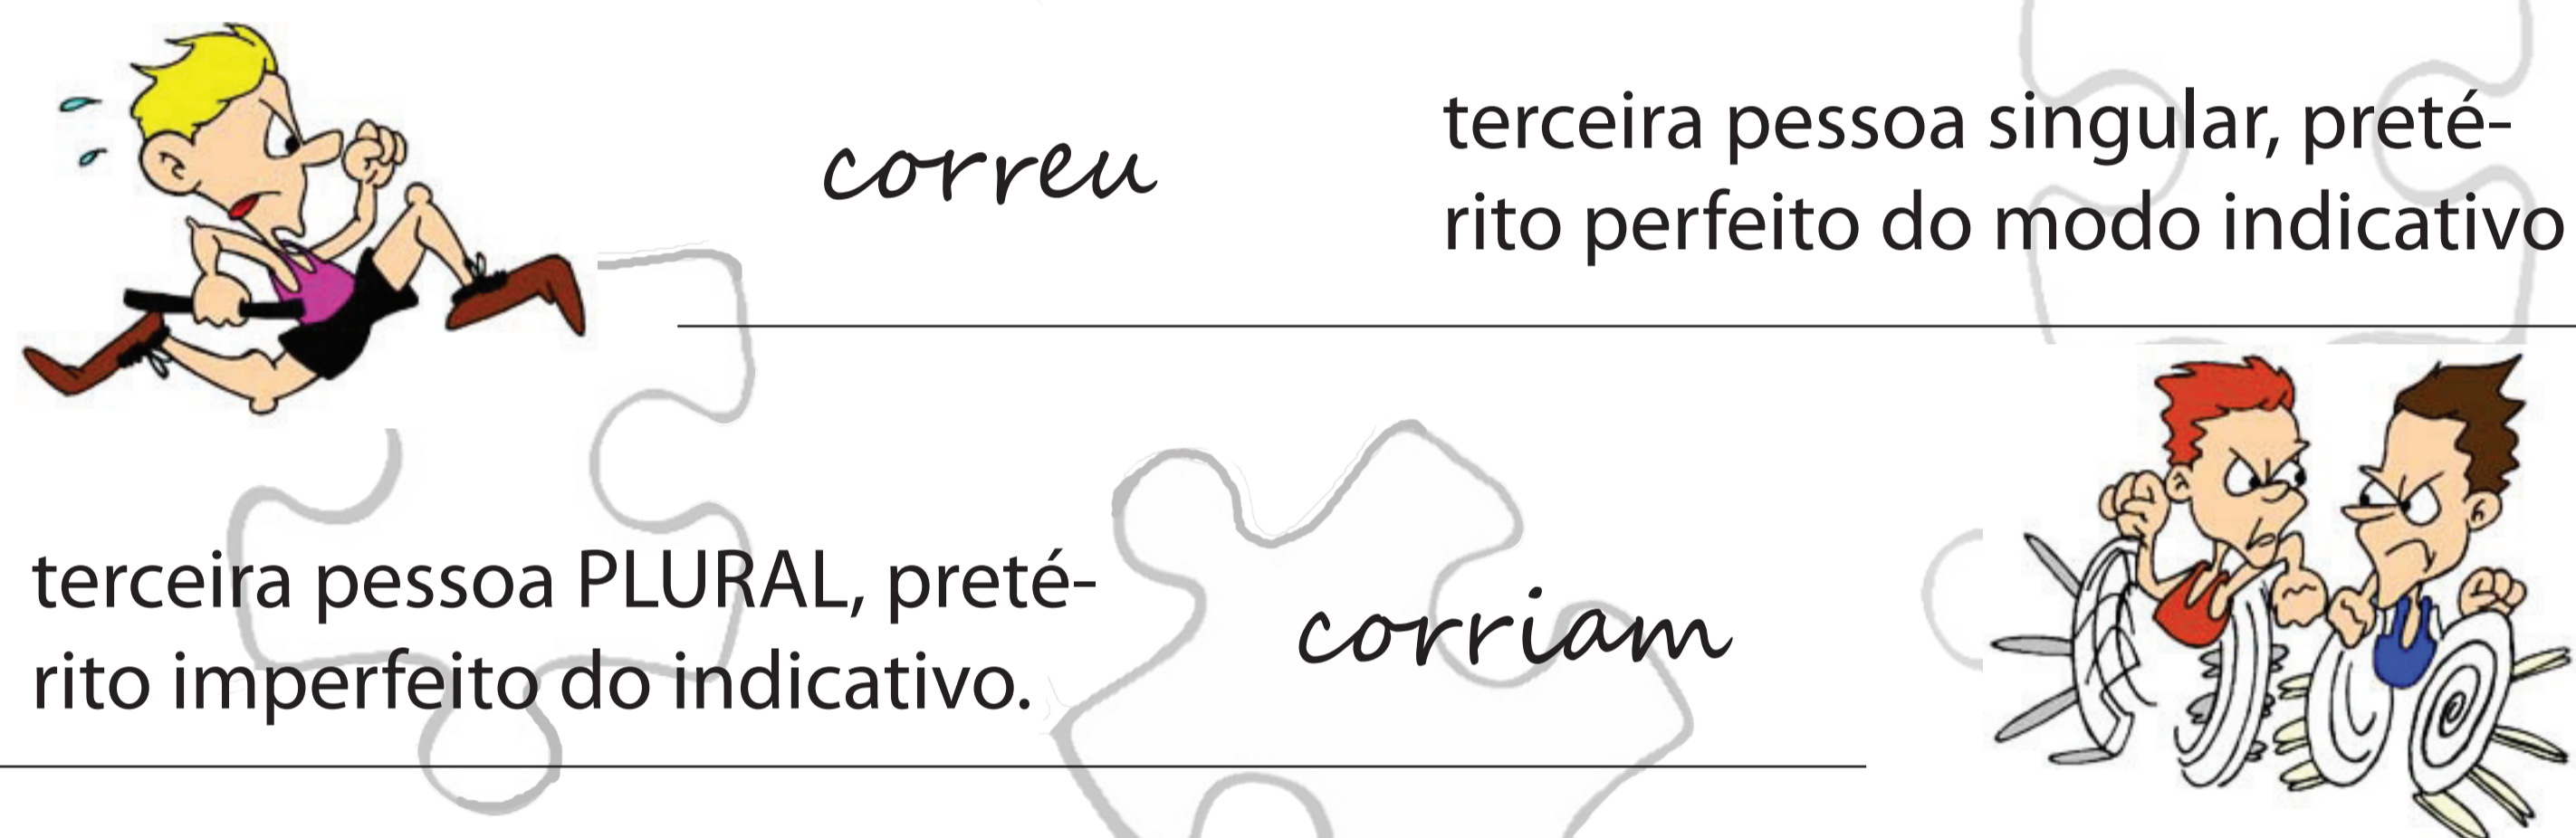 correu
terceira pessoa singular, preté-
rito perfeito do modo indicativo
terceira pessoa PLURAL, preté-
rito imperfeito do indicativo.
corriam